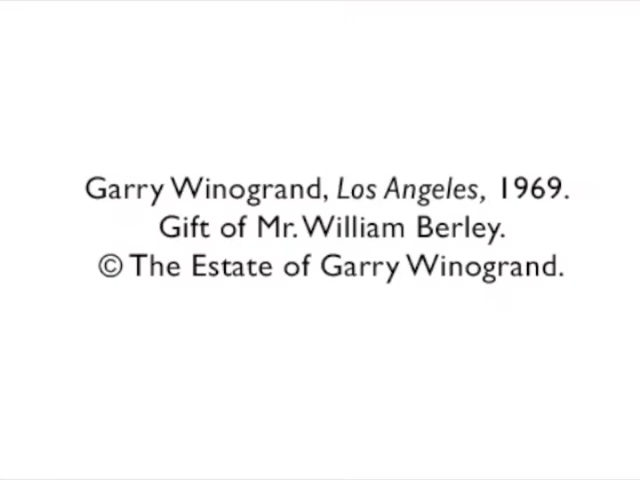 Garry Winogrand, Los Angeles, 1969.
Gift of Mr. William Berley.
© The Estate of Garry Winogrand.